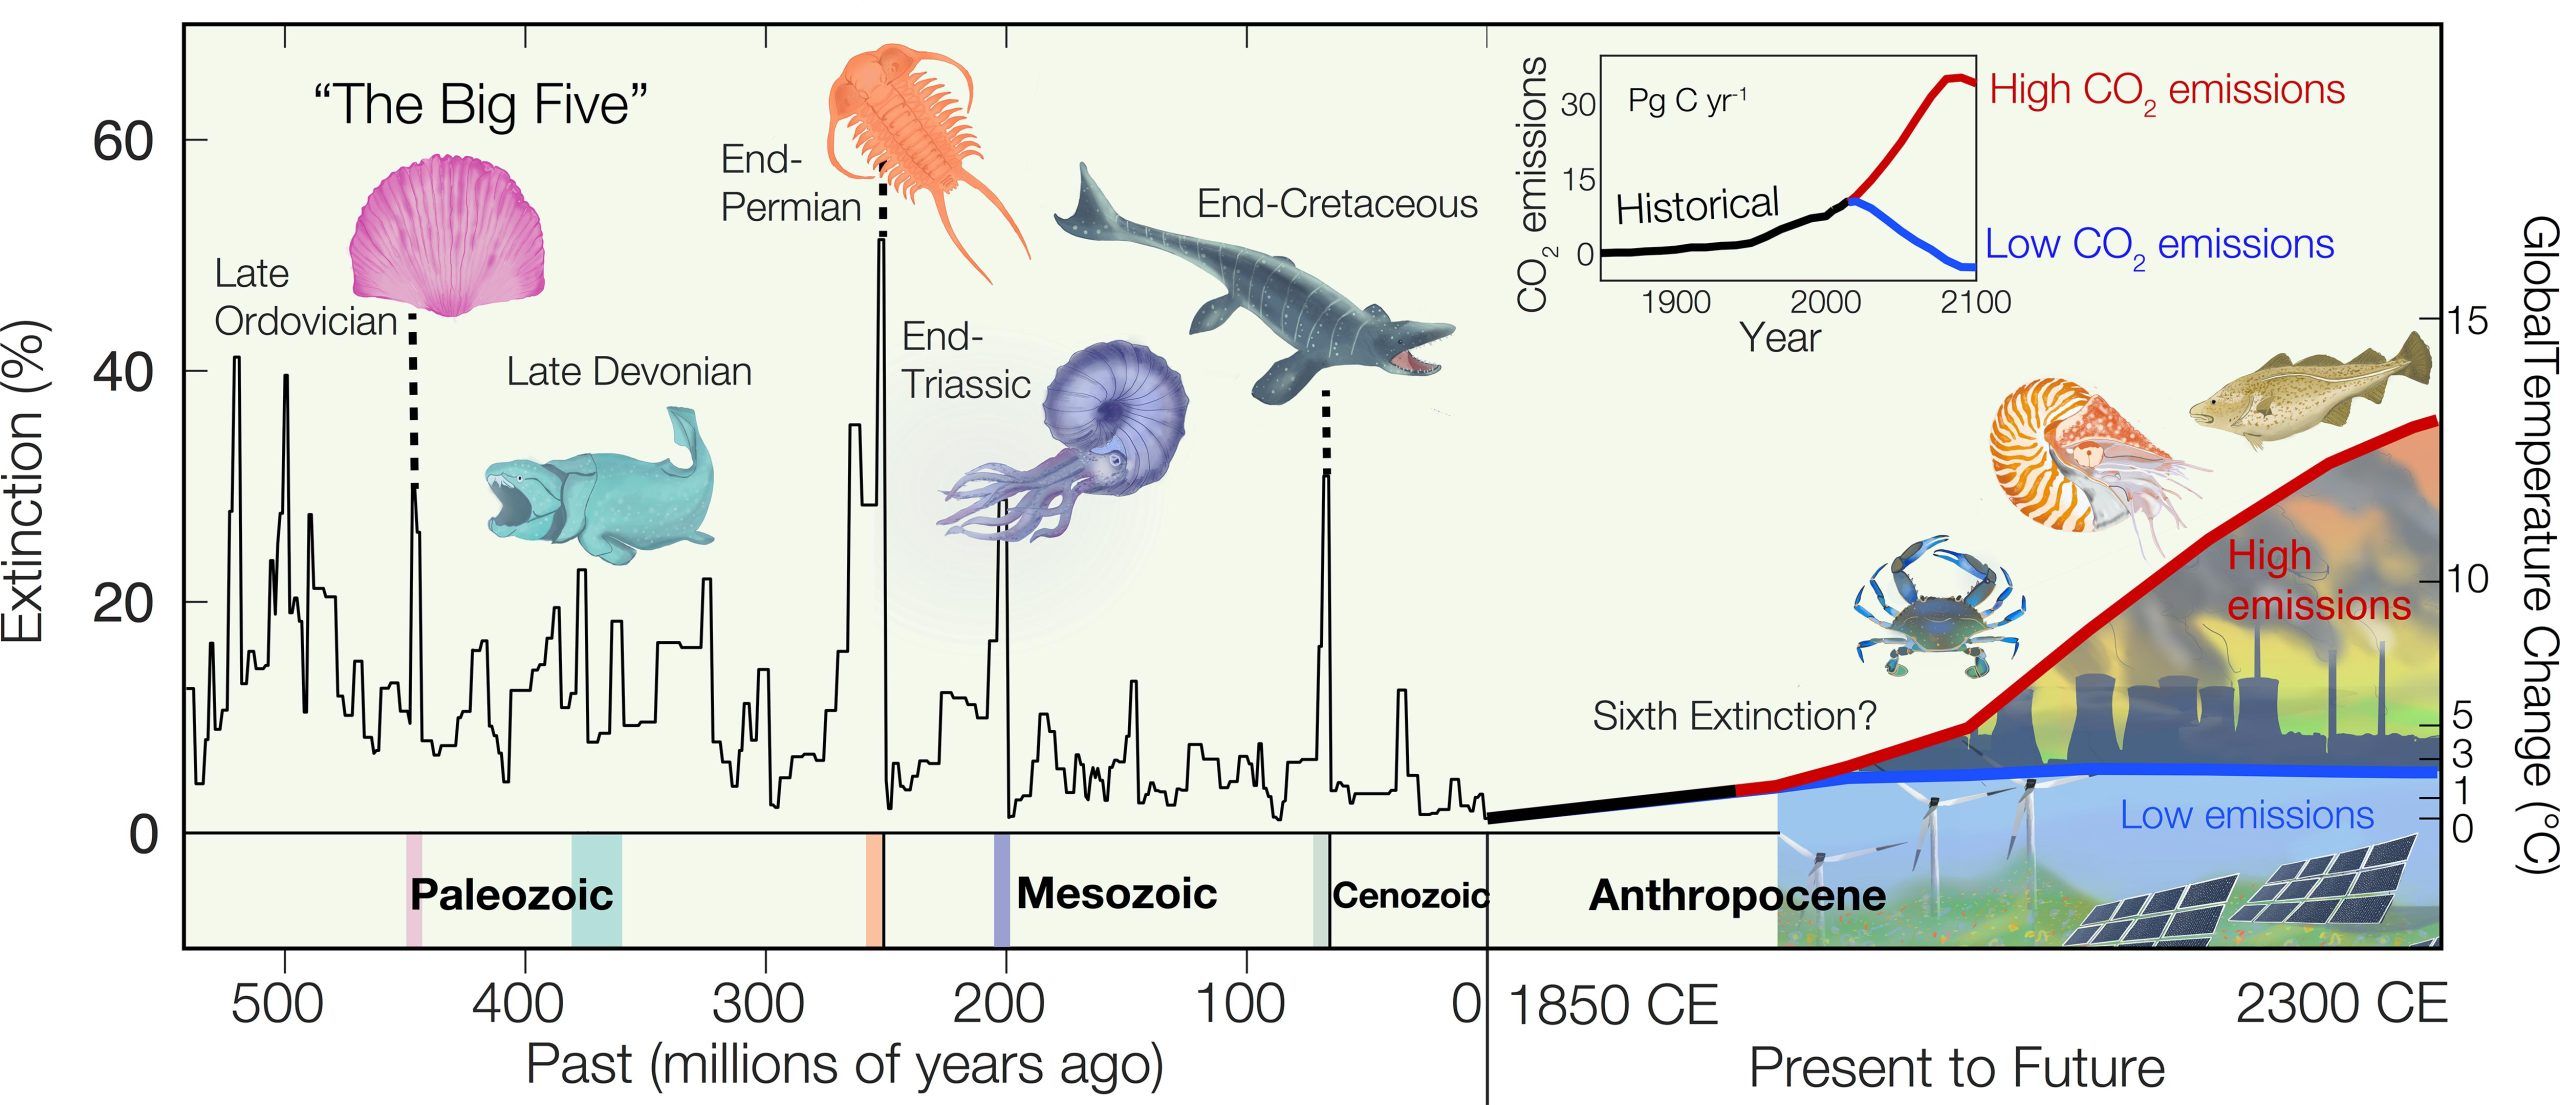 “The Big Five”
Late
Ordovician
Late Devonian
End-
Permian
End-
Triassic
End-Cretaceous
Extinction (%)
60
40
20
0
CO2 emissions
Pg C yr-1
30
15
0
Historical
High CO2 emissions
Low CO2 emissions
1900 2000 2100
Year
Sixth Extinction?
High
emissions
Low emissions
GlobalTemperature Change (°C)
15
10
5
3
1
0
Paleozoic
Mesozoic
Cenozoic
Anthropocene
500 400 300 200 100 0 1850 CE 2300 CE
Past (millions of years ago)
Present to Future